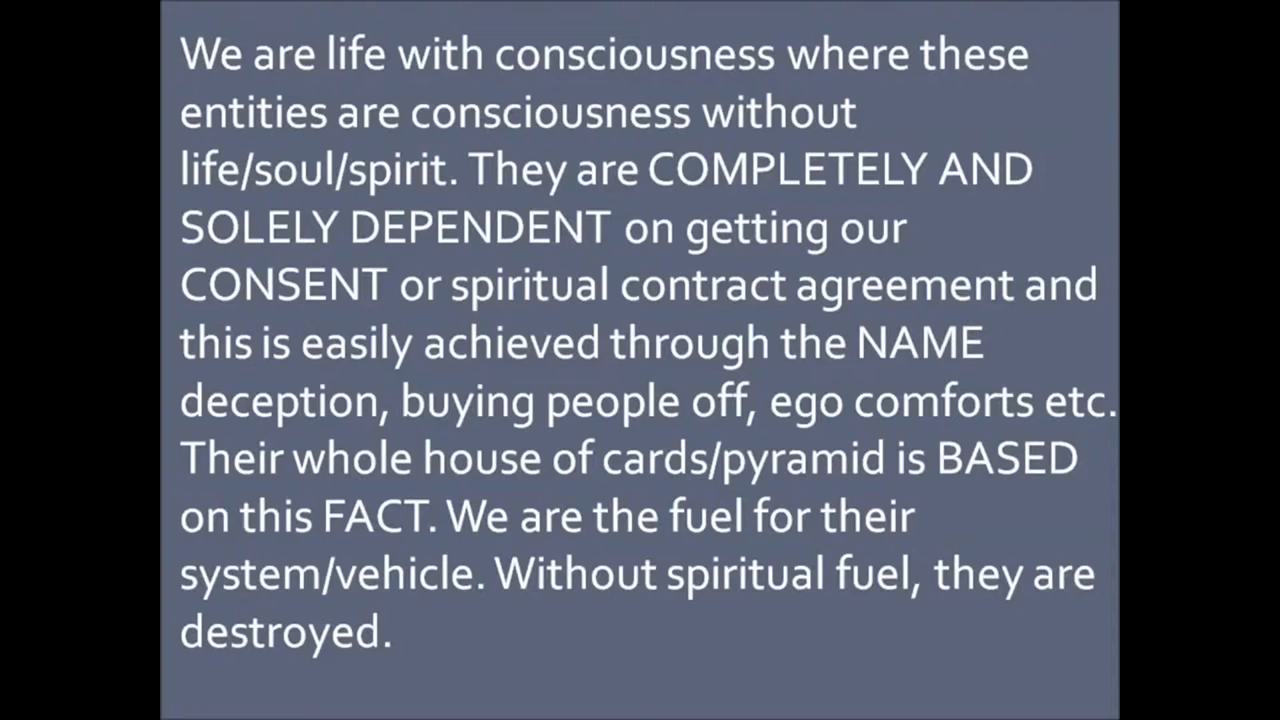 We are life with consciousness where these
entities are consciousness without
life/soul/spirit. They are COMPLETELY AND
SOLELY DEPENDENT on getting our
CONSENT or spiritual contract agreement and
this is easily achieved through the NAME
deception, buying people off, ego comforts etc.
Their whole house of cards/pyramid is BASED
on this FACT. We are the fuel for their
system/vehicle. Without spiritual fuel, they are
destroyed.